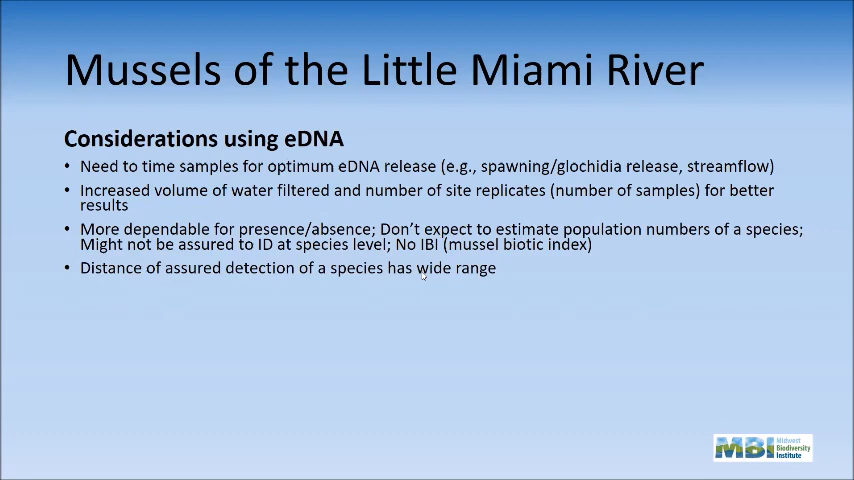 Mussels of the Little Miami River
Considerations using eDNA
• Need to time samples for optimum eDNA release (e.g., spawning/glochidia release, streamflow)
• Increased volume of water filtered and number of site replicates (number of samples) for better
results
• More dependable for presence/absence; Don't expect to estimate population numbers of a species;
Might not be assured to ID at species level; No IBI (mussel biotic index)
• Distance of assured detection of a species has wide range
MBI
Midwest
Biodiversity
Institute